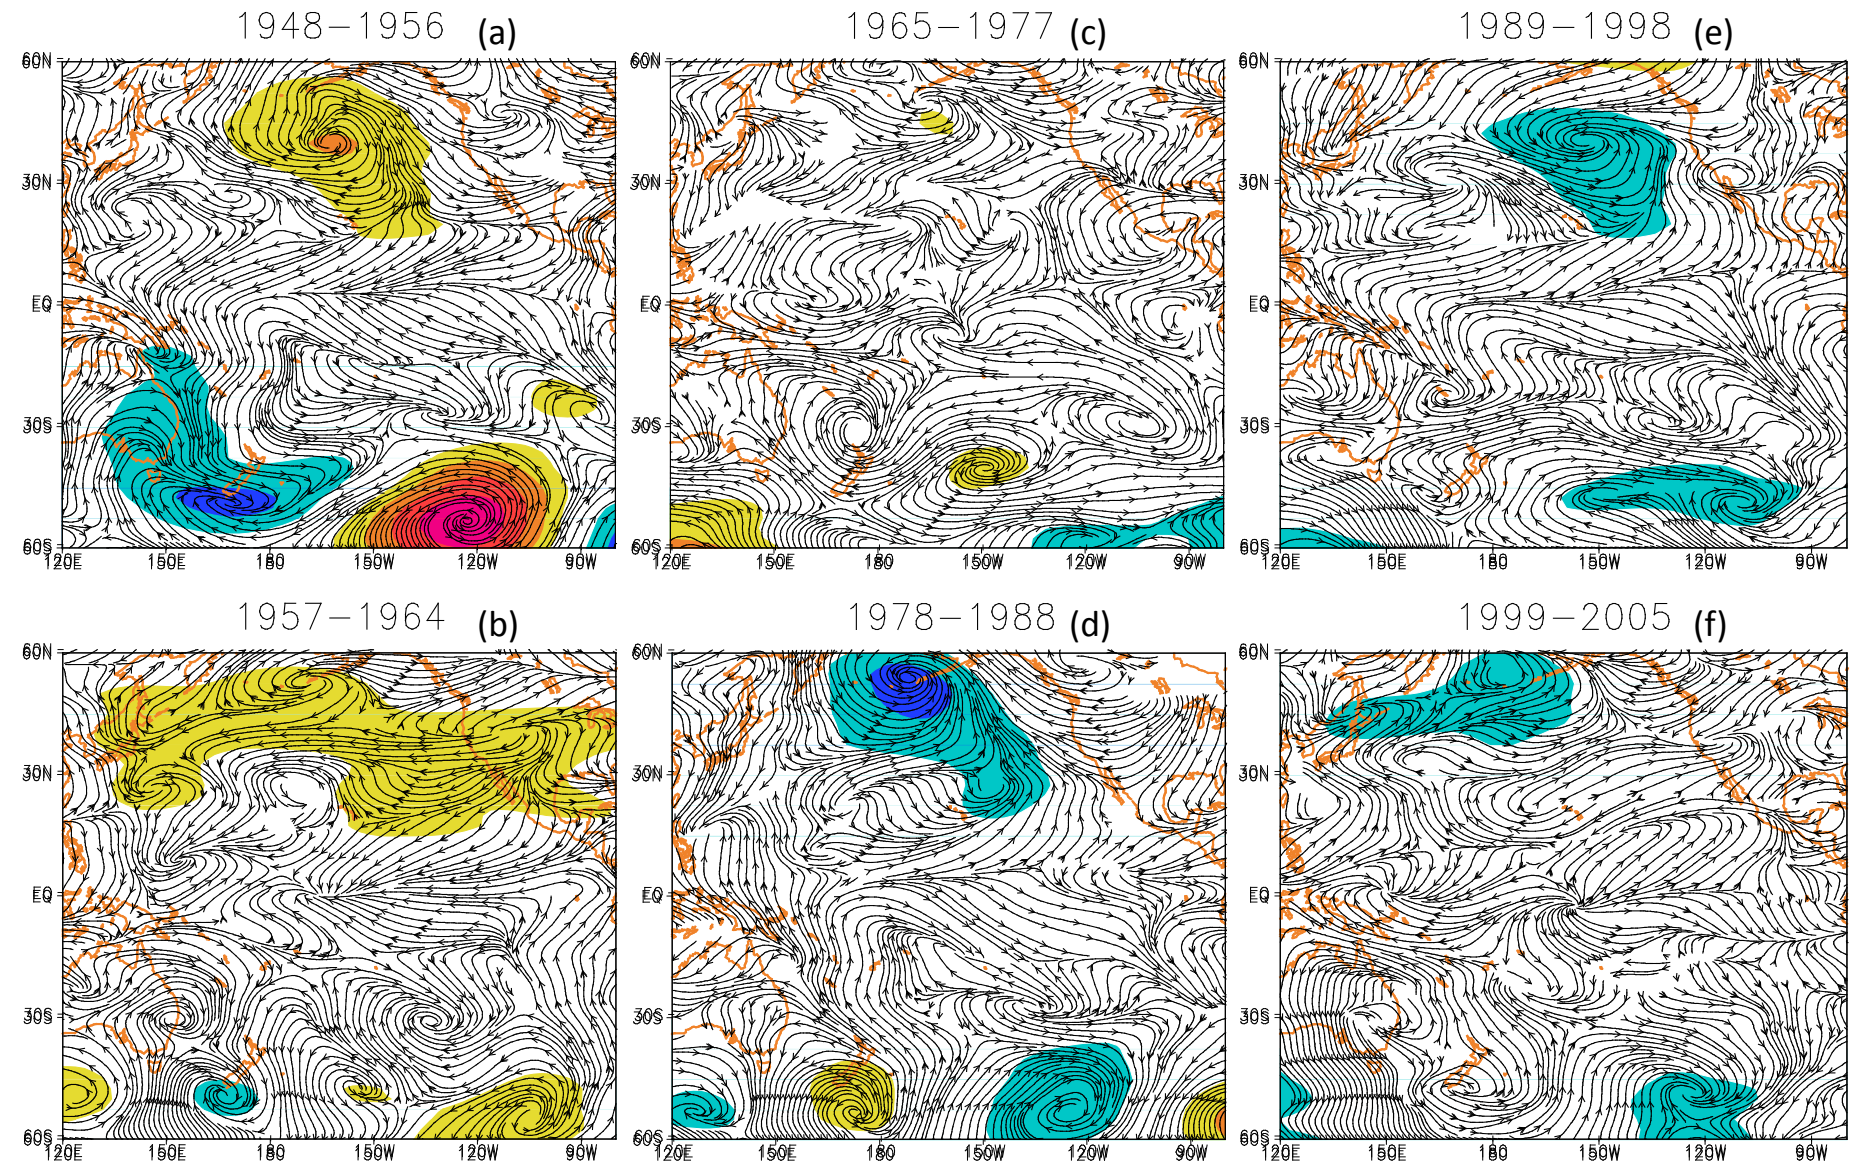 1948−1956 (a)
1965−1977 (c)
1989−1998 (e)
60N
30N
EQ
30S
60S
120E 150E 180 150W 120W 90W
60N
30N
EQ
30S
60S
120E 150E 180 150W 120W 90W
60N
30N
EQ
30S
60S
120E 150E 180 150W 120W 90W
1957−1964 (b)
1978−1988 (d)
1999−2005 (f)
60N
30N
EQ
30S
60S
120E 150E 180 150W 120W 90W
60N
30N
EQ
30S
60S
120E 150E 180 150W 120W 90W
60N
30N
EQ
30S
60S
120E 150E 180 150W 120W 90W